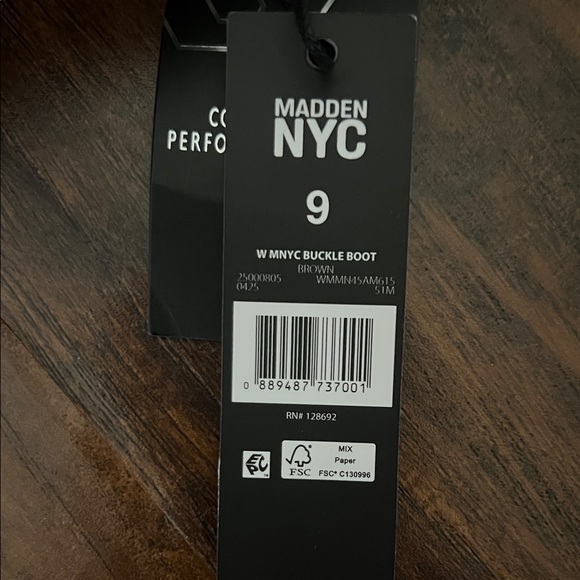 CO
PERFO
MADDEN
NYC
9
W MNYC BUCKLE BOOT
BROWN
25000805 WMMN45AM615
0425 51M
0 889487 737001
RN# 128692
EPC
FSC
MIX
Paper
FSC® C130996